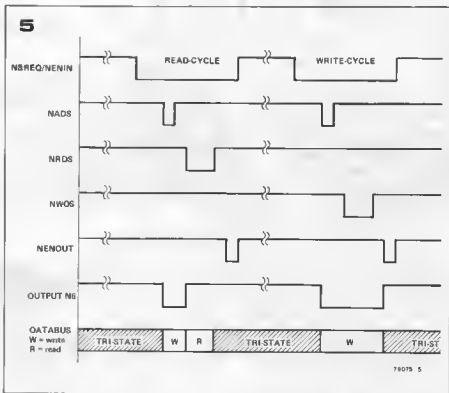 5
READ-CYCLE
WRITE-CYCLE
NBREQ/NENIN
NADS
NRDS
NWDS
NENOUT
OUTPUT N6
DATABUS
W = write
R = read
TRI-STATE W R TRI-STATE W TRI-ST
79075 5